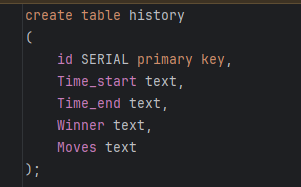 create table history
(
id SERIAL primary key,
Time_start text,
Time_end text,
Winner text,
Moves text
);